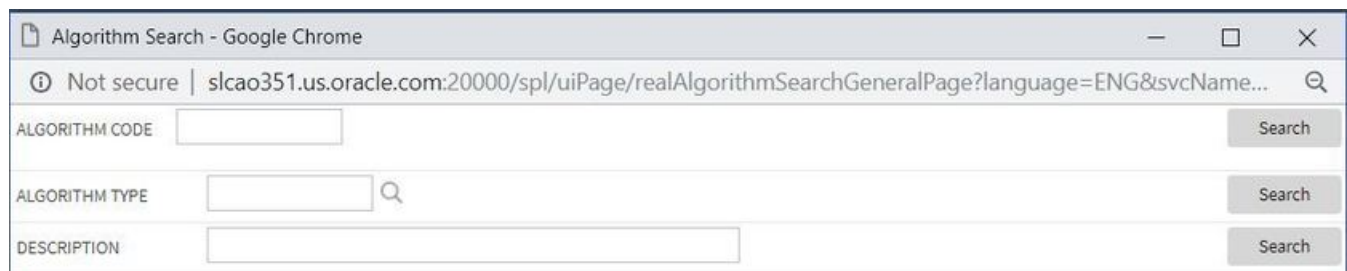 Algorithm Search - Google Chrome
Not secure | slcao351.us.oracle.com:20000/spl/uiPage/realAlgorithmSearchGeneralPage?language=ENG&svcName...
ALGORITHM CODE Search
ALGORITHM TYPE Search
DESCRIPTION Search